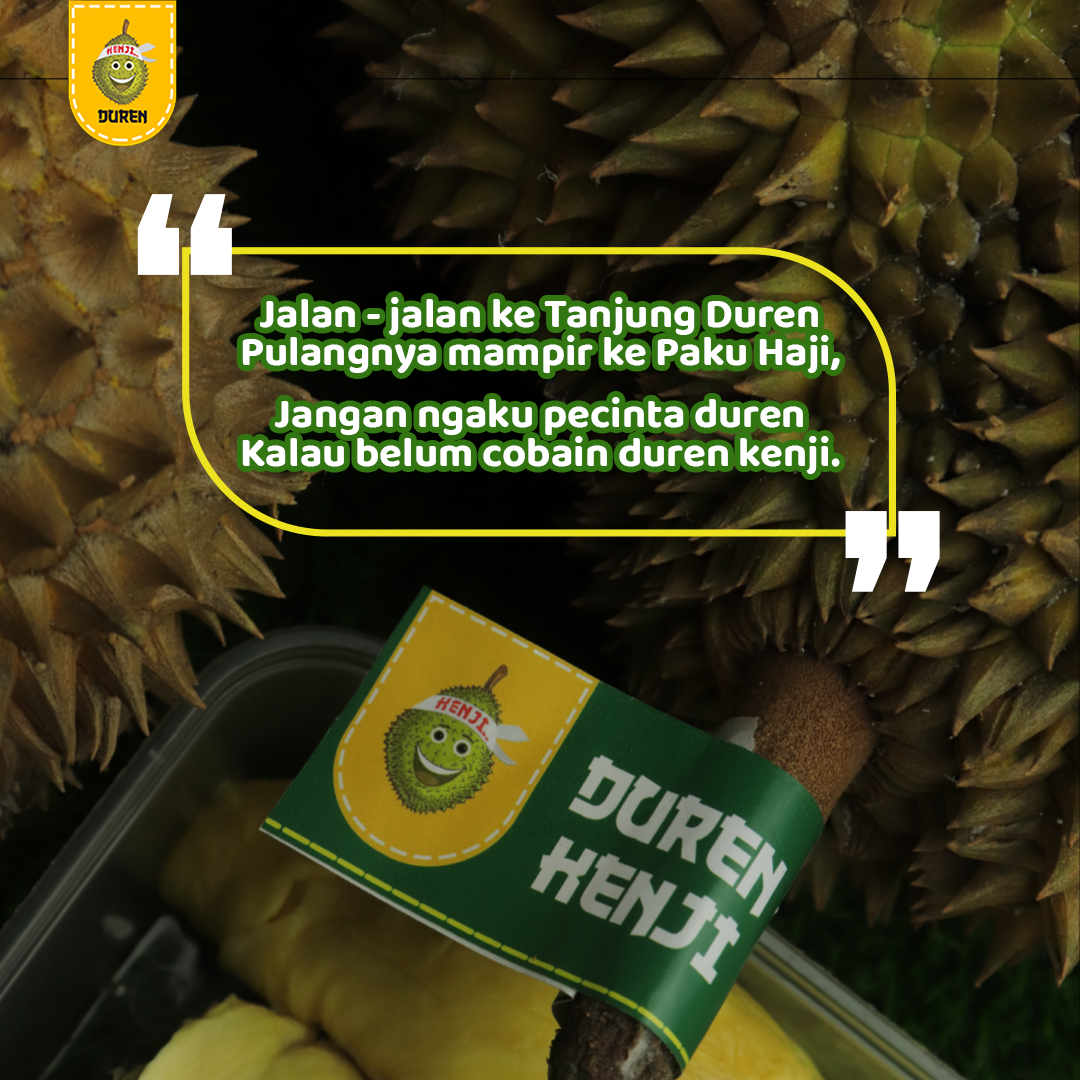 KENJI
DUREN
Jalan - jalan ke Tanjung Duren
Pulangnya mampir ke Paku Haji,
Jangan ngaku pecinta duren
Kalau belum cobain duren kenji.
KENJI
DUREN
KENJI